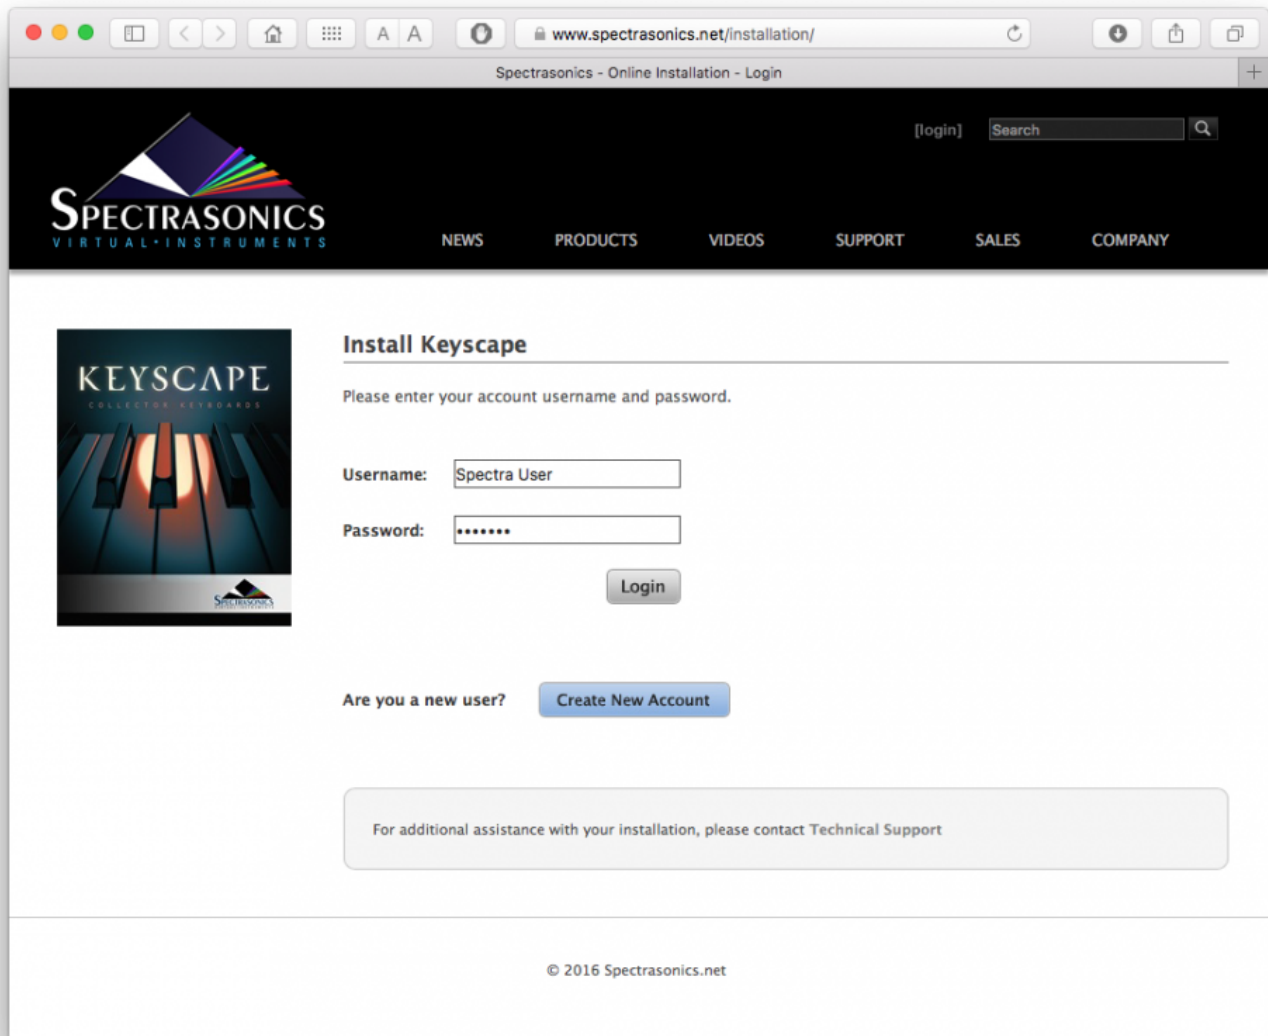 A A
www.spectrasonics.net/installation/
Spectrasonics - Online Installation - Login
[login]
Search
SPECTRASONICS
VIRTUAL•INSTRUMENTS
NEWS PRODUCTS VIDEOS SUPPORT SALES COMPANY
KEYSCAPE
COLLECTOR KEYBOARDS
SPECTRASONICS
Install Keyscape
Please enter your account username and password.
Username: Spectra User
Password: •••••••
Login
Are you a new user? Create New Account
For additional assistance with your installation, please contact Technical Support
© 2016 Spectrasonics.net